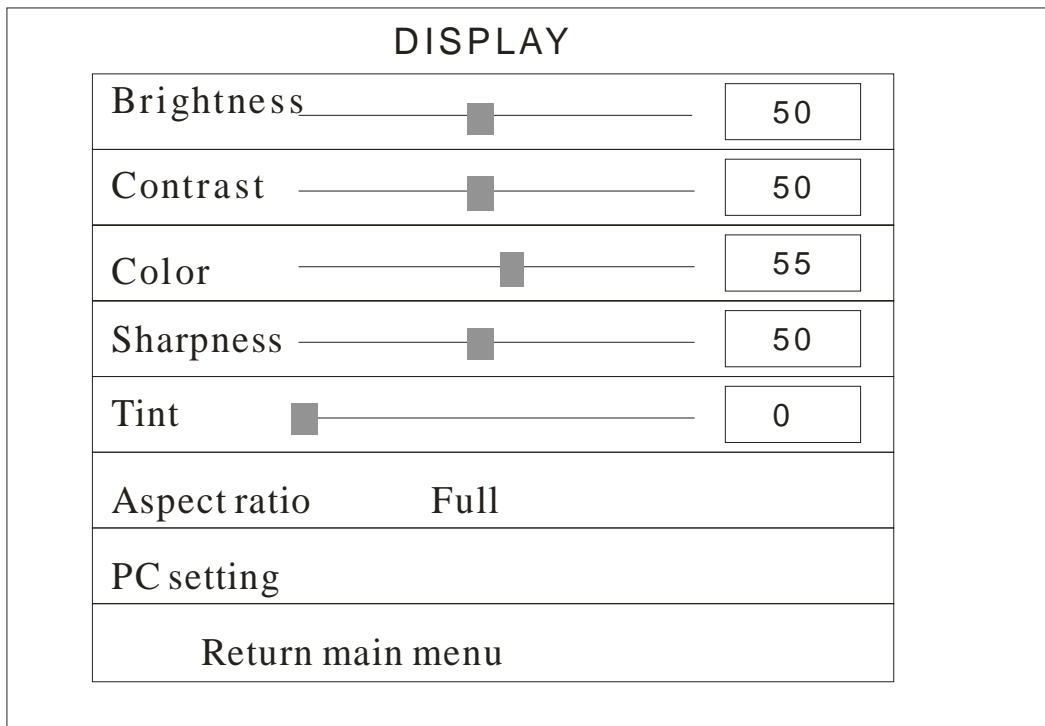 DISPLAY
Brightness 50
Contrast 50
Color 55
Sharpness 50
Tint 0
Aspect ratio Full
PC setting
Return main menu